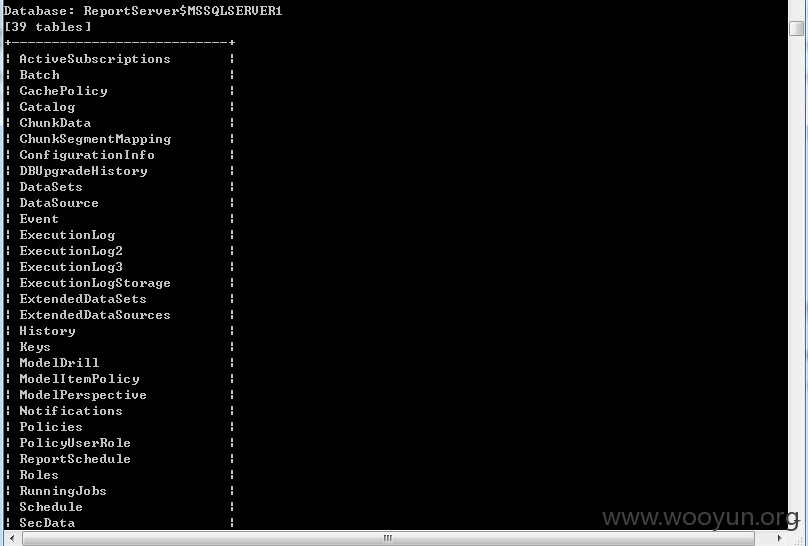 Database: ReportServer$MSSQLSERVER1
[39 tables]
+---------------------------+
¦ ActiveSubscriptions ¦
¦ Batch ¦
¦ CachePolicy ¦
¦ Catalog ¦
¦ ChunkData ¦
¦ ChunkSegmentMapping ¦
¦ ConfigurationInfo ¦
¦ DBUpgradeHistory ¦
¦ DataSets ¦
¦ DataSource ¦
¦ Event ¦
¦ ExecutionLog ¦
¦ ExecutionLog2 ¦
¦ ExecutionLog3 ¦
¦ ExecutionLogStorage ¦
¦ ExtendedDataSets ¦
¦ ExtendedDataSources ¦
¦ History ¦
¦ Keys ¦
¦ ModelDrill ¦
¦ ModelItemPolicy ¦
¦ ModelPerspective ¦
¦ Notifications ¦
¦ Policies ¦
¦ PolicyUserRole ¦
¦ ReportSchedule ¦
¦ Roles ¦
¦ RunningJobs ¦
¦ Schedule ¦
¦ SecData ¦
www.wooyun.org